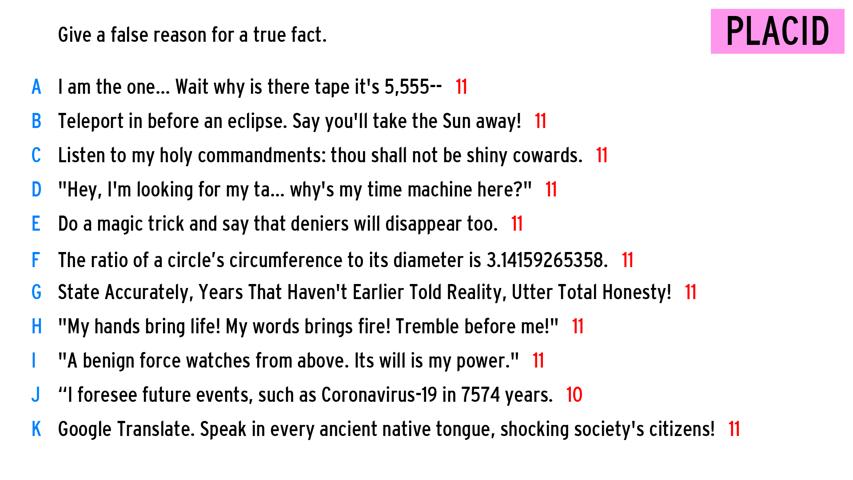 Give a false reason for a true fact.
PLACID
A I am the one... Wait why is there tape it's 5,555-- 11
B Teleport in before an eclipse. Say you'll take the Sun away! 11
C Listen to my holy commandments: thou shall not be shiny cowards. 11
D "Hey, I'm looking for my ta... why's my time machine here?" 11
E Do a magic trick and say that deniers will disappear too. 11
F The ratio of a circle’s circumference to its diameter is 3.14159265358. 11
G State Accurately, Years That Haven't Earlier Told Reality, Utter Total Honesty! 11
H "My hands bring life! My words brings fire! Tremble before me!" 11
I "A benign force watches from above. Its will is my power." 11
J “I foresee future events, such as Coronavirus-19 in 7574 years. 10
K Google Translate. Speak in every ancient native tongue, shocking society's citizens! 11